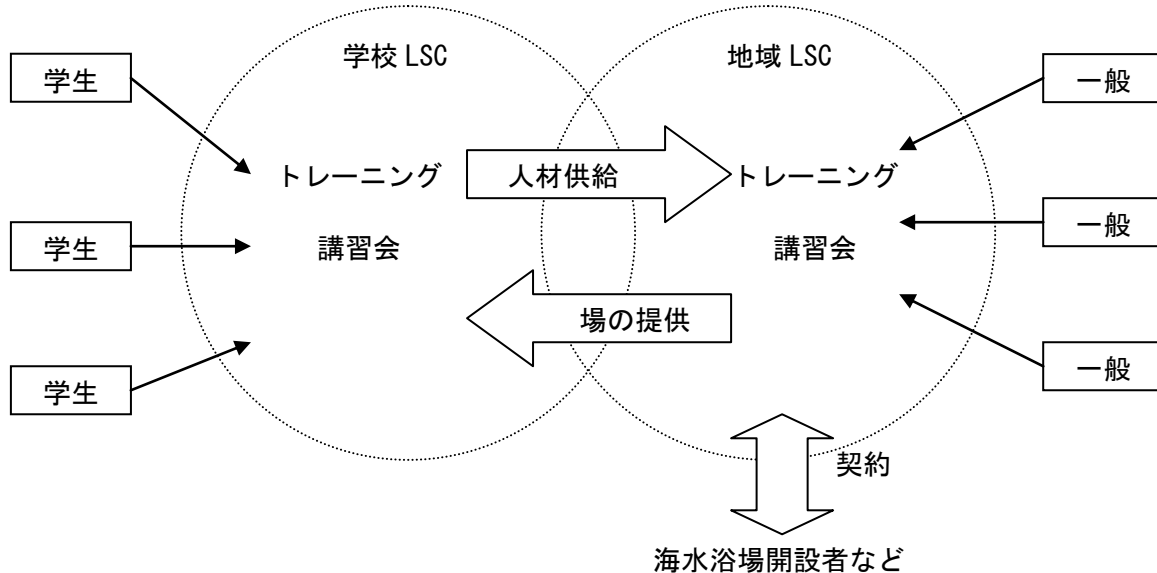 学校 LSC
地域 LSC
学生
一般
トレーニング
人材供給
トレーニング
学生
講習会
講習会
一般
場の提供
学生
一般
契約
海水浴場開設者など